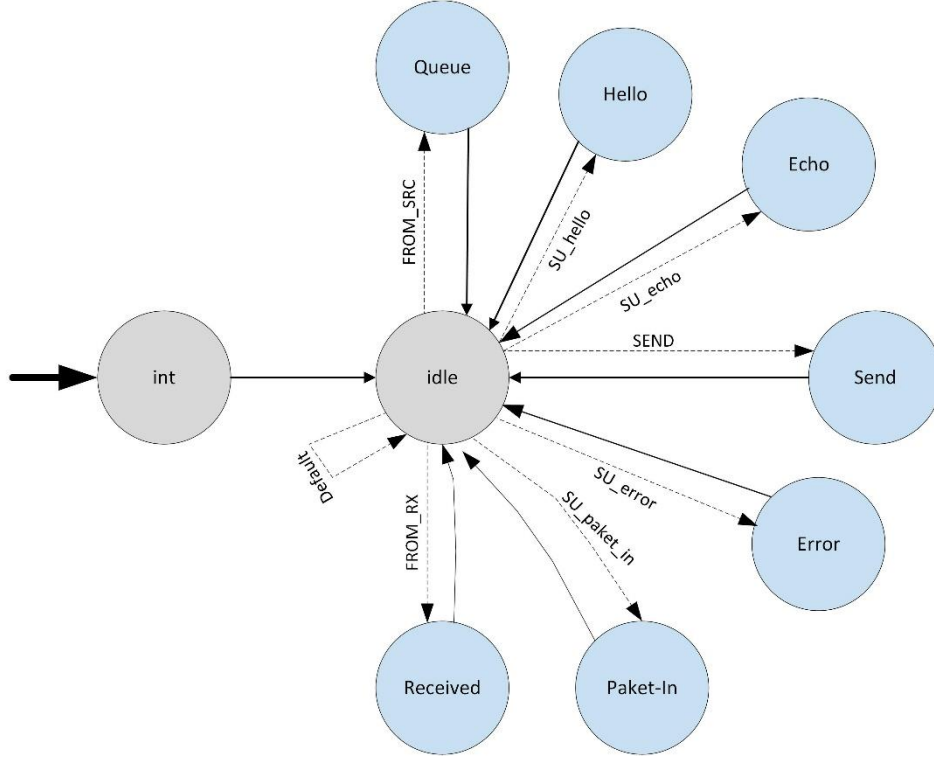 Queue
Hello
Echo
FROM_SRC
SU_hello
SU_echo
SEND
int
idle
Send
Default
FROM_RX
SU_paket_in
SU_error
Error
Received
Paket-In